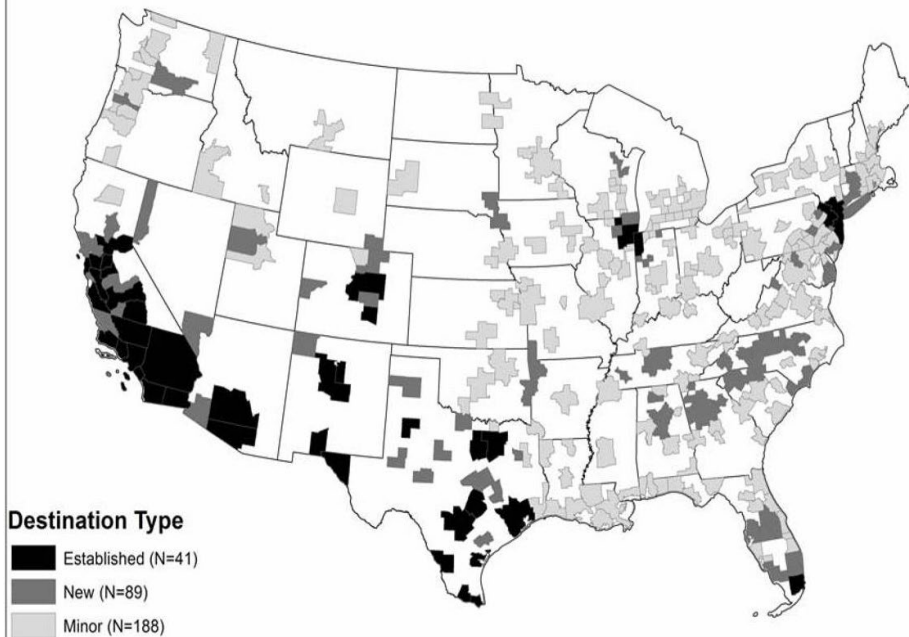 Destination Type
Established (N=41)
New (N=89)
Minor (N=188)